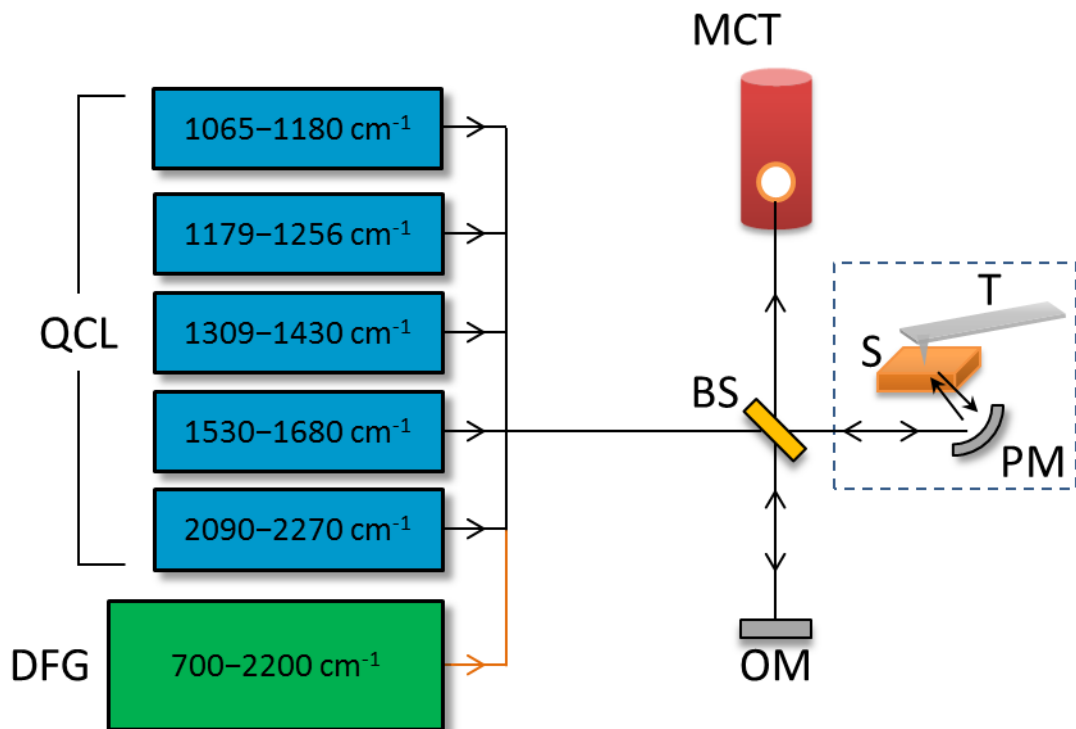 MCT
1065–1180 cm⁻¹
1179–1256 cm⁻¹
QCL
1309–1430 cm⁻¹
1530–1680 cm⁻¹
2090–2270 cm⁻¹
DFG
700–2200 cm⁻¹
T
S
BS
PM
OM